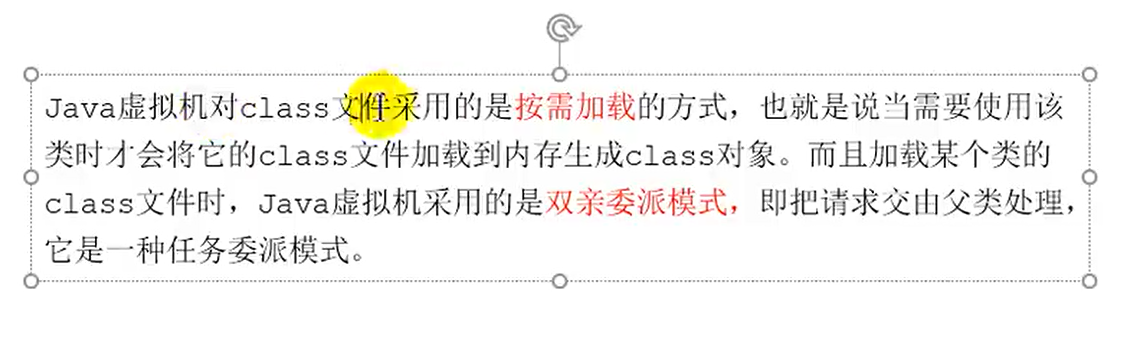 Java虚拟机对class文件采用的是按需加载的方式，也就是说当需要使用该
类时才会将它的class文件加载到内存生成class对象。而且加载某个类的
class文件时，Java虚拟机采用的是双亲委派模式，即把请求交由父类处理，
它是一种任务委派模式。